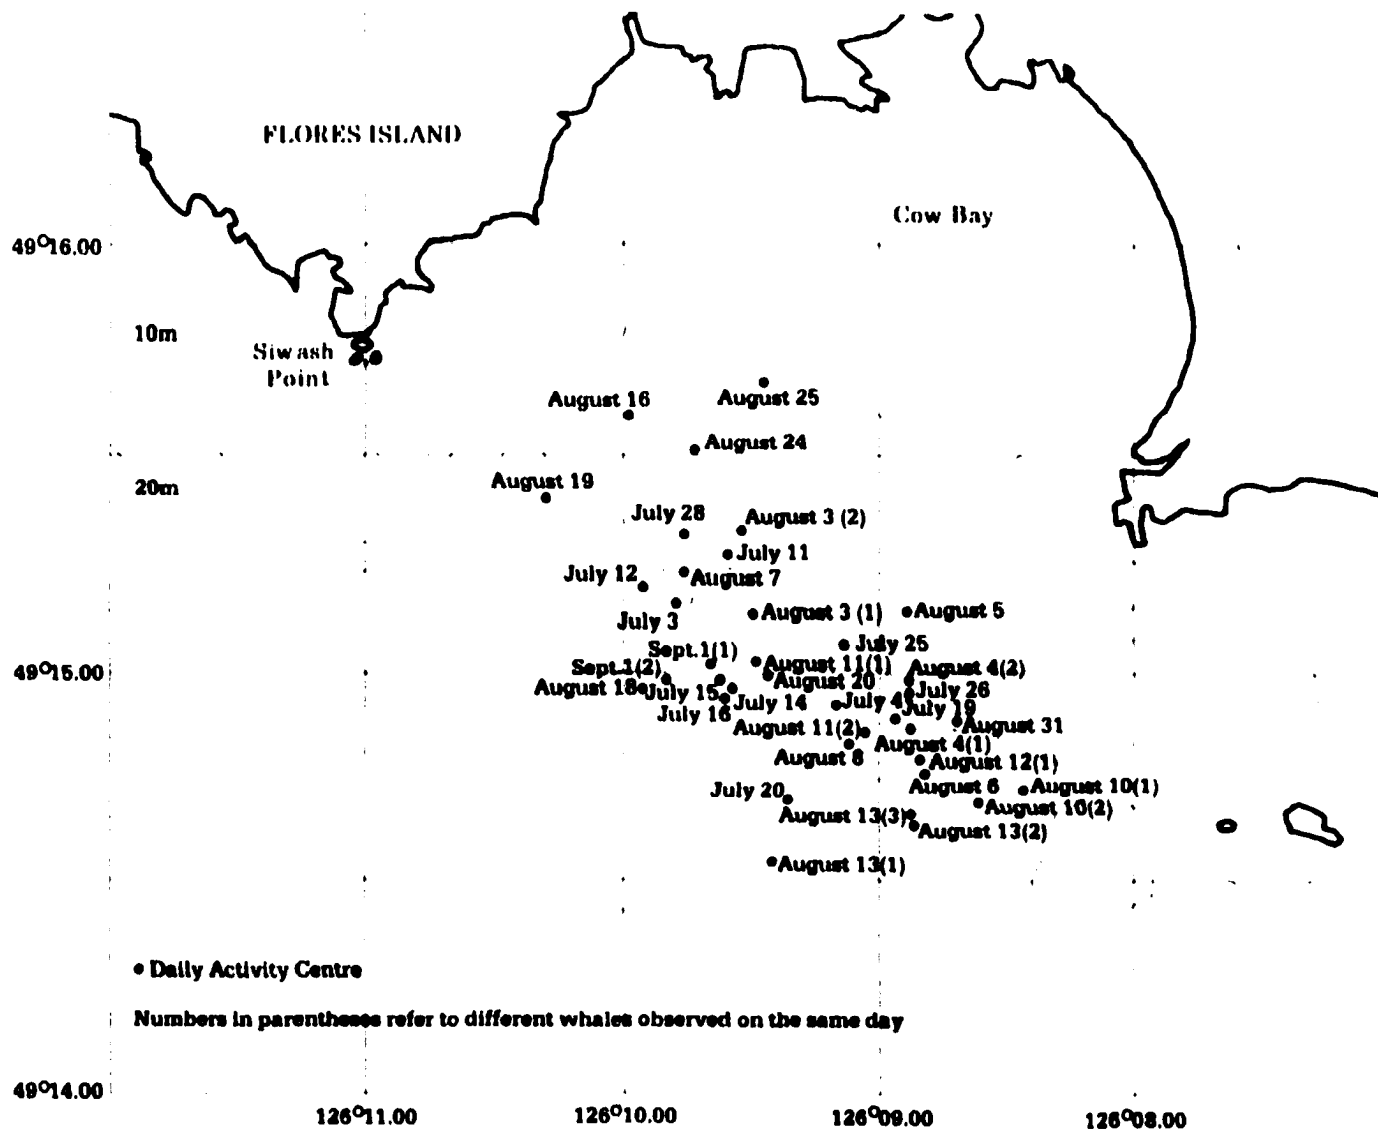 FLORES ISLAND
Cow Bay
49°16.00
10m
Siwash
Point
August 16
August 25
August 24
20m
August 19
July 28
August 3 (2)
July 11
July 12
August 7
July 3
August 3 (1)
August 5
July 25
Sept.1(1)
August 11(1)
August 4(2)
49°15.00
Sept.1(2)
August 20
August 18
July 15
July 26
July 14
July 4
July 19
July 16
August 11(2)
August 31
August 4(1)
August 8
August 12(1)
August 6
August 10(1)
July 20
August 10(2)
August 13(3)
August 13(2)
August 13(1)
Daily Activity Centre
Numbers in parentheses refer to different whales observed on the same day
49°14.00
126°11.00
126°10.00
126°09.00
126°08.00